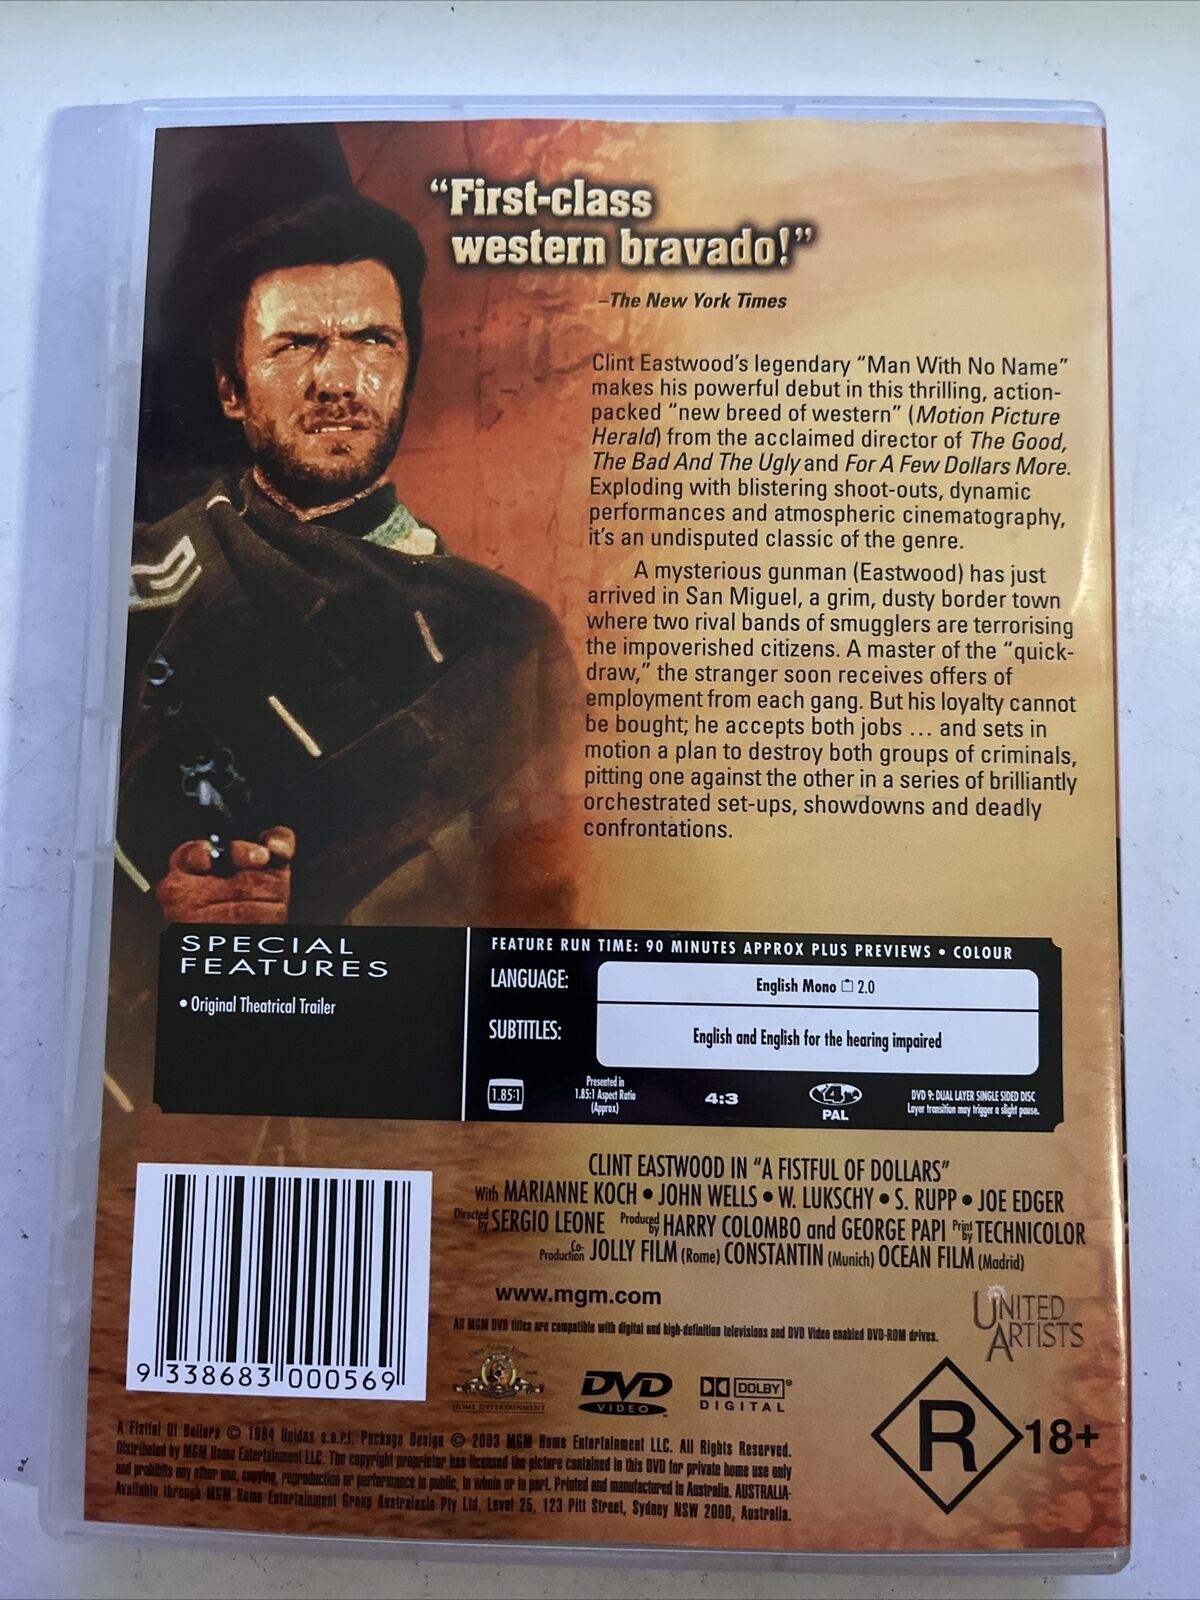 “First-class
western bravado!”
–The New York Times
Clint Eastwood’s legendary “Man With No Name”
makes his powerful debut in this thrilling, action-
packed “new breed of western” (Motion Picture
Herald) from the acclaimed director of The Good,
The Bad And The Ugly and For A Few Dollars More.
Exploding with blistering shoot-outs, dynamic
performances and atmospheric cinematography,
it’s an undisputed classic of the genre.
A mysterious gunman (Eastwood) has just
arrived in San Miguel, a grim, dusty border town
where two rival bands of smugglers are terrorising
the impoverished citizens. A master of the “quick-
draw,” the stranger soon receives offers of
employment from each gang. But his loyalty cannot
be bought; he accepts both jobs ... and sets in
motion a plan to destroy both groups of criminals,
pitting one against the other in a series of brilliantly
orchestrated set-ups, showdowns and deadly
confrontations.
SPECIAL
FEATURES
• Original Theatrical Trailer
FEATURE RUN TIME: 90 MINUTES APPROX PLUS PREVIEWS • COLOUR
LANGUAGE:
English Mono 2.0
SUBTITLES:
English and English for the hearing impaired
1.85:1
Presented in
1.85:1 Aspect Ratio
(Approx)
4:3
4
PAL
DVD 9: DUAL LAYER SINGLE SIDED DISC
Layer transition may trigger a slight pause.
CLINT EASTWOOD IN “A FISTFUL OF DOLLARS”
With MARIANNE KOCH • JOHN WELLS • W. LUKSCHY • S. RUPP • JOE EDGER
Directed by SERGIO LEONE Produced by HARRY COLOMBO and GEORGE PAPI Print by TECHNICOLOR
Co-Production JOLLY FILM (Rome) CONSTANTIN (Munich) OCEAN FILM (Madrid)
www.mgm.com
All MGM DVD titles are compatible with digital and high-definition televisions and DVD Video enabled DVD-ROM drives.
UNITED
ARTISTS
9 338683 000569
HOME ENTERTAINMENT
DVD
VIDEO
DOLBY
DIGITAL
R 18+
A Fistful Of Dollars © 1964 Unidas s.a.r.l. Package Design © 2003 MGM Home Entertainment LLC. All Rights Reserved.
Distributed by MGM Home Entertainment LLC. The copyright proprietor has licensed the picture contained in this DVD for private home use only
and prohibits any other use, copying, reproduction or performance in public, in whole or in part. Printed and manufactured in Australia. AUSTRALIA-
Available through MGM Home Entertainment Group Australasia Pty Ltd, Level 25, 123 Pitt Street, Sydney NSW 2000, Australia.